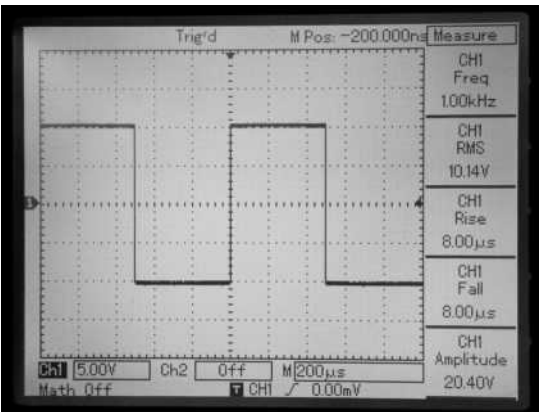 Trig'd M Pos: -200.000ns Measure
CH1
Freq
1.00kHz
CH1
RMS
10.14V
1
CH1
Rise
8.00µs
CH1
Fall
8.00µs
CH1
Amplitude
20.40V
Ch1 5.00V Ch2 Off M 200µs
Math Off T CH1 / 0.00mV